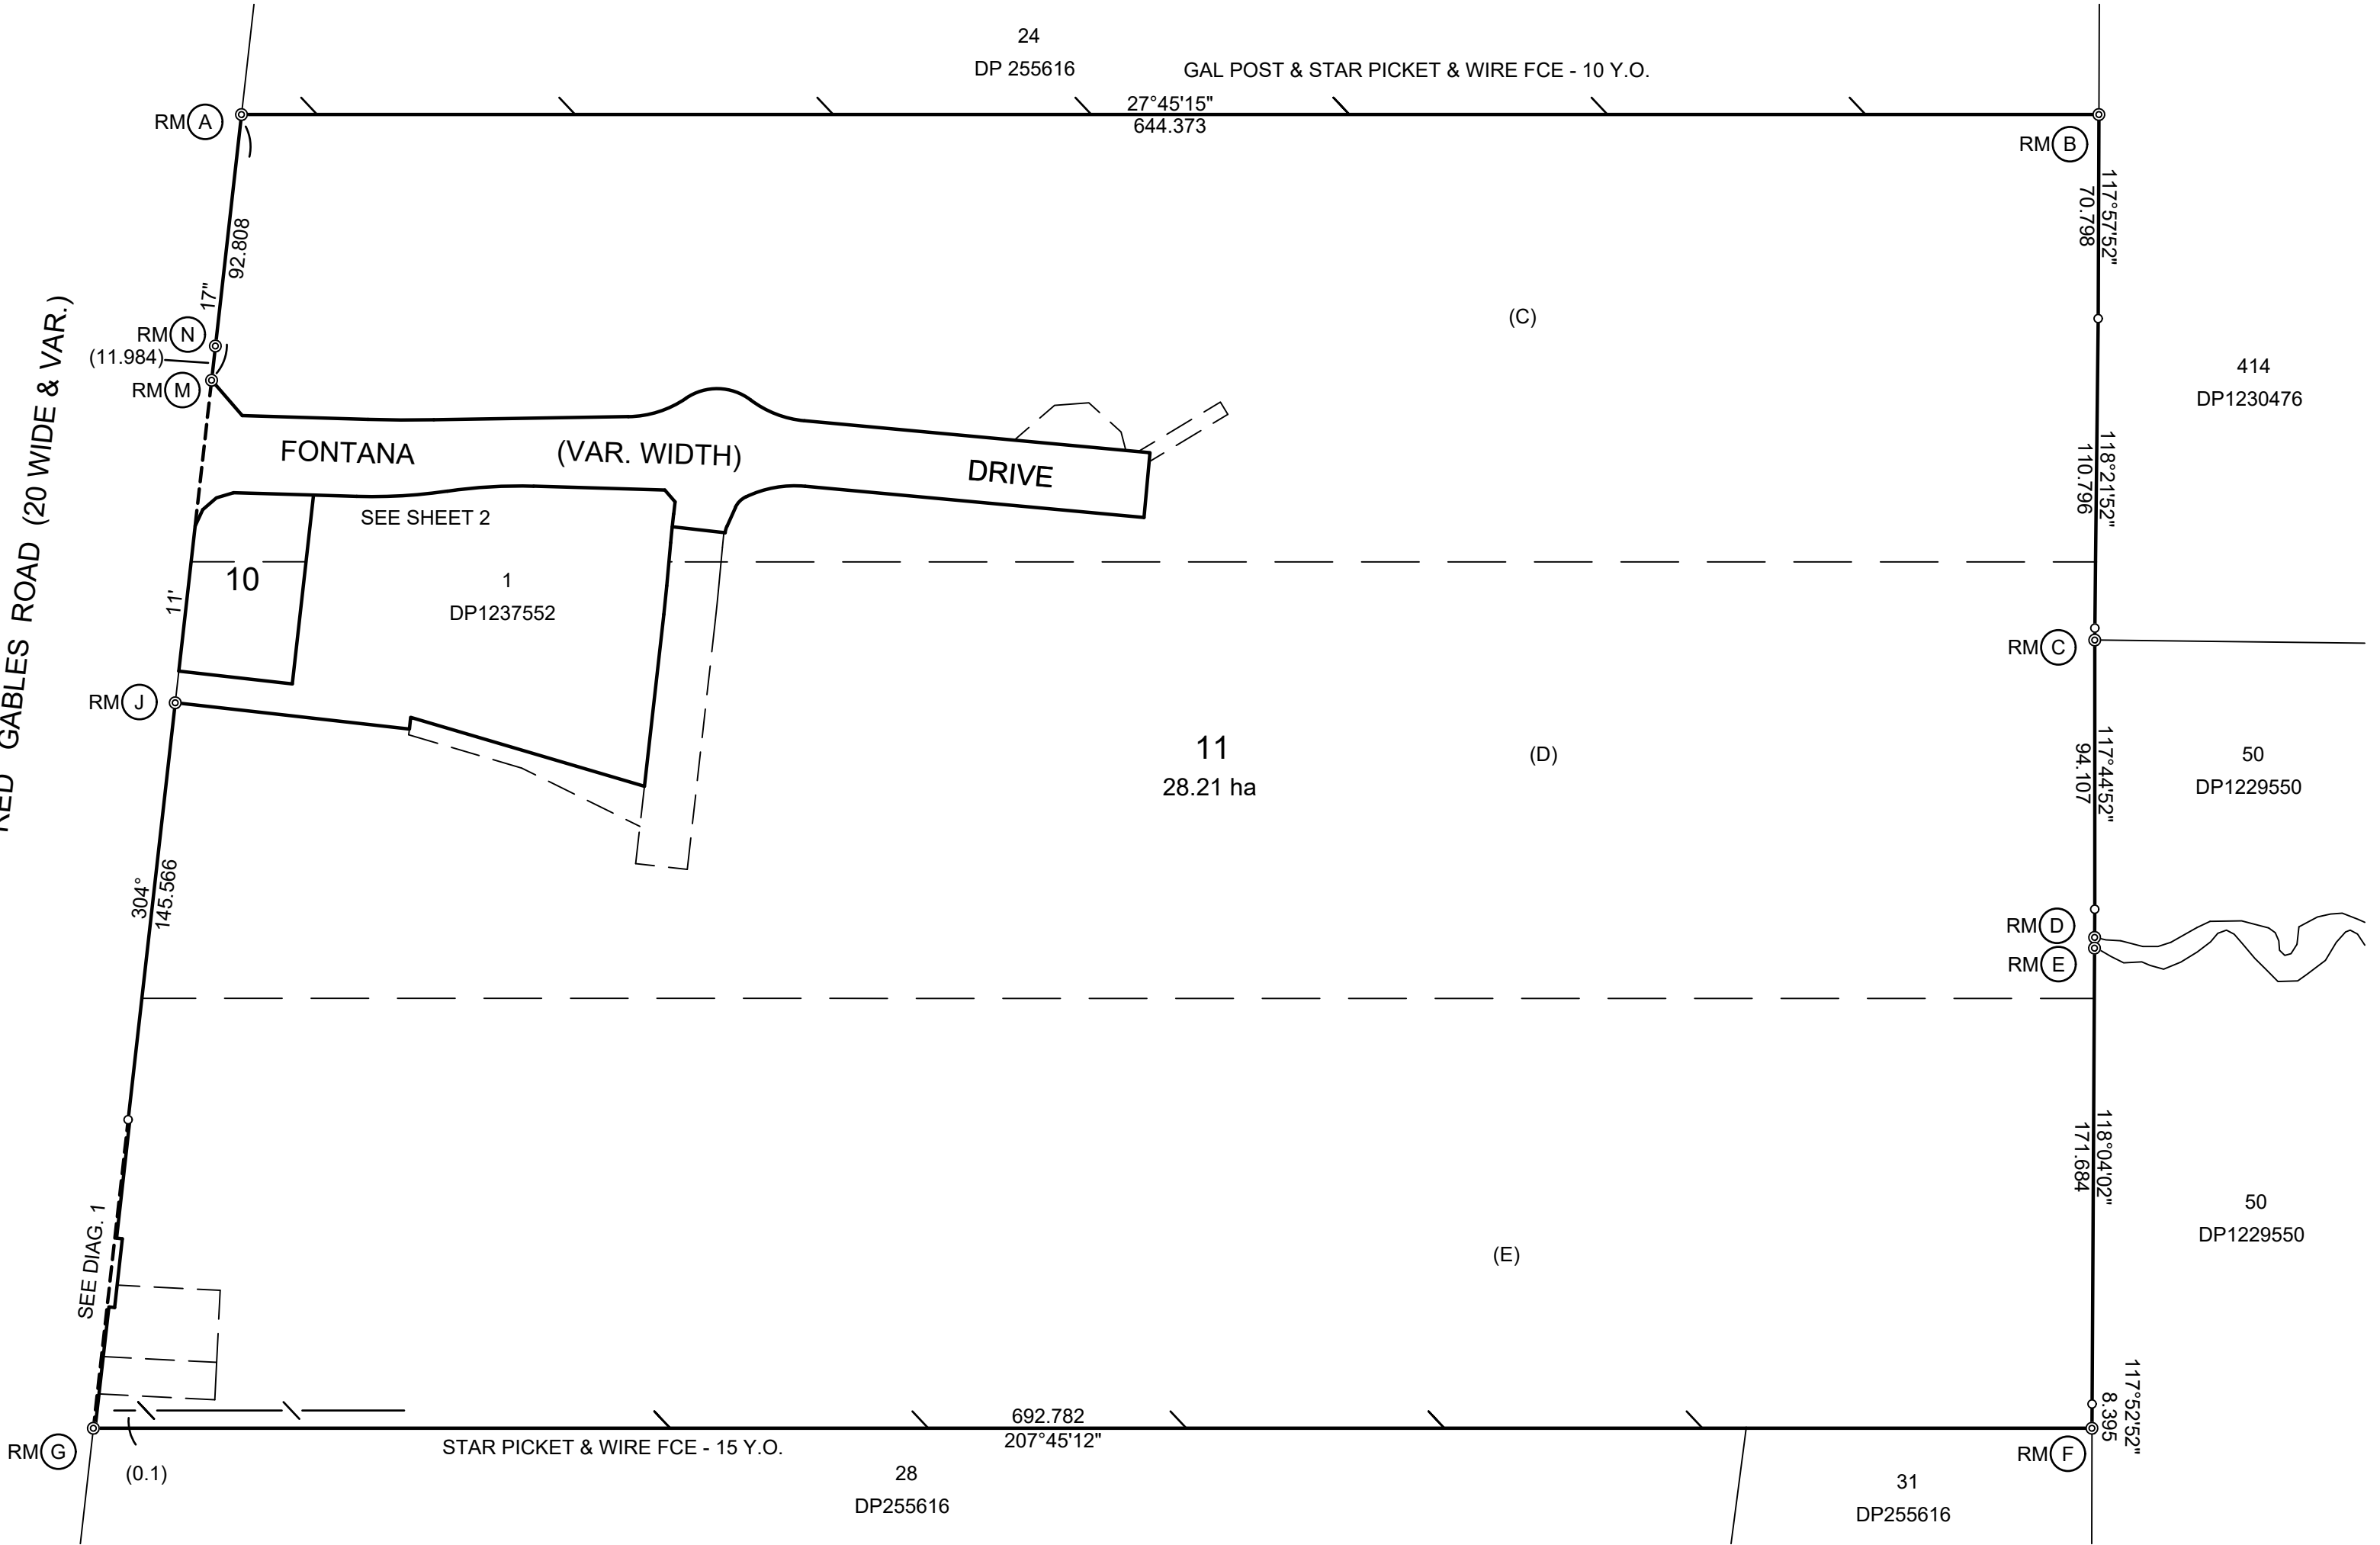 24
DP 255616
GAL POST & STAR PICKET & WIRE FCE - 10 Y.O.
27°45'15"
644.373
RM A
RM B
117°57'52"
70.798
92.808
17"
RM N
(11.984)
RM M
RED GABLES ROAD (20 WIDE & VAR.)
(C)
414
DP1230476
118°21'52"
110.796
FONTANA (VAR. WIDTH) DRIVE
SEE SHEET 2
10
1
DP1237552
11'
RM C
RM J
11
28.21 ha
(D)
117°44'52"
94.107
50
DP1229550
304°
145.566
RM D
RM E
118°04'02"
171.684
50
DP1229550
SEE DIAG. 1
(E)
117°52'52"
8.395
692.782
207°45'12"
STAR PICKET & WIRE FCE - 15 Y.O.
RM G
(0.1)
RM F
28
DP255616
31
DP255616